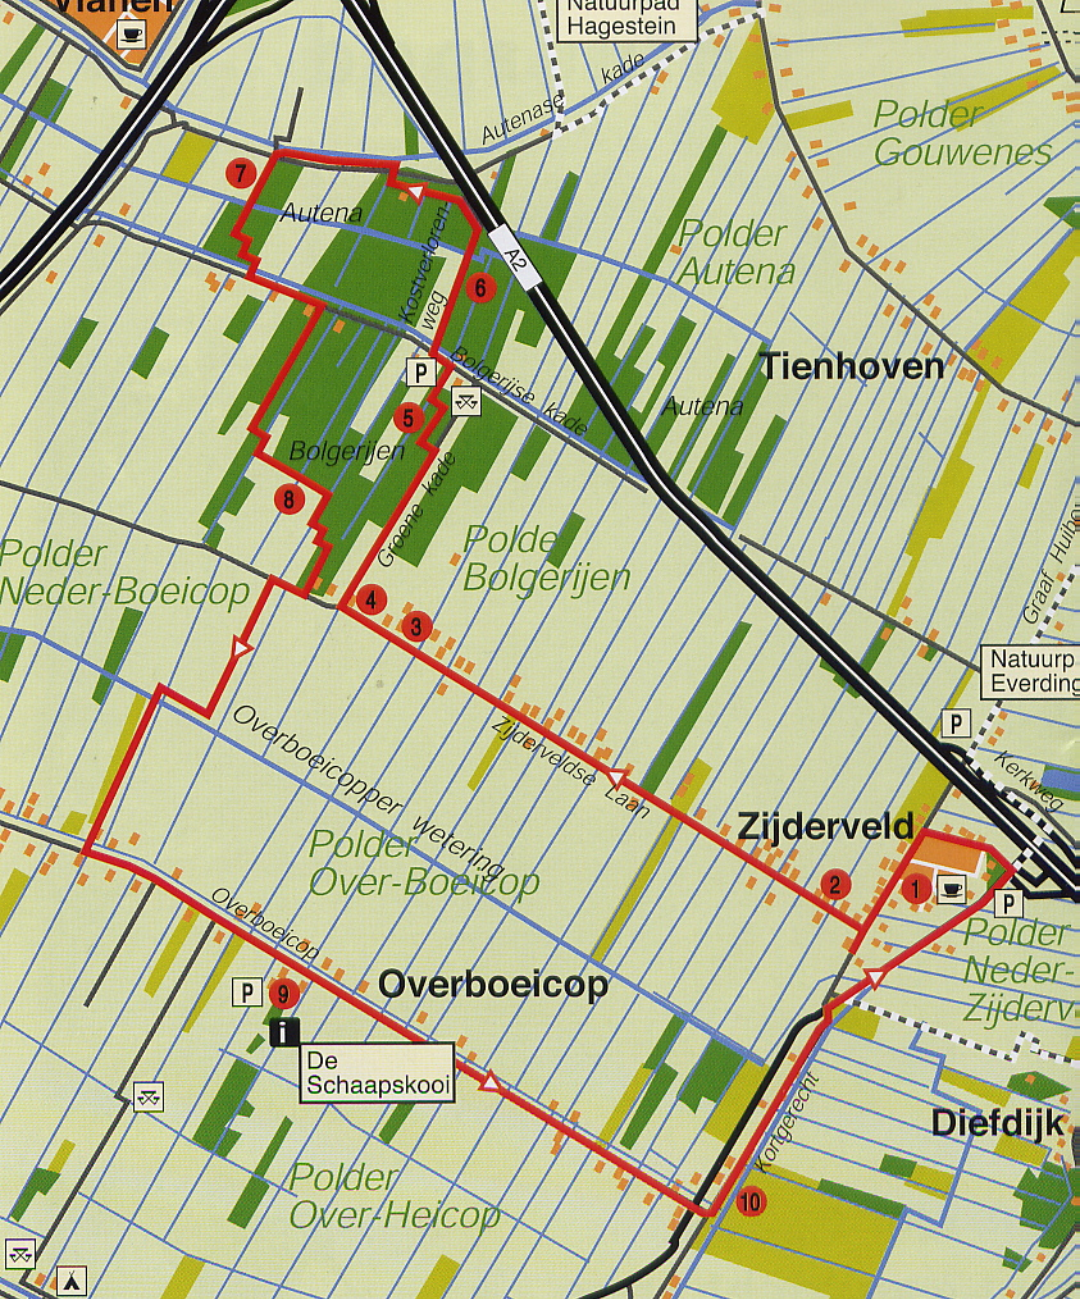 Vianen
Natuurpad
Hagestein
Autenase kade
Polder
Gouwenes
7
Autena
Kostverloren-
weg
Polder
Autena
A2
6
P
Bolgerijse kade
Tienhoven
Autena
5
Bolgerijen
Groene kade
8
Polder
Neder-Boeicop
Polde
Bolgerijen
Graaf Huibe
4
3
Natuurp
Everding
P
Overboeicopper wetering
Zijderveldse Laan
Kerkweg
Zijderveld
Polder
Over-Boeicop
2
1
P
Overboeicop
Polder
Neder-
Zijderv
Overboeicop
P
9
i
De
Schaapskooi
Kortgerecht
Diefdijk
Polder
Over-Heicop
10